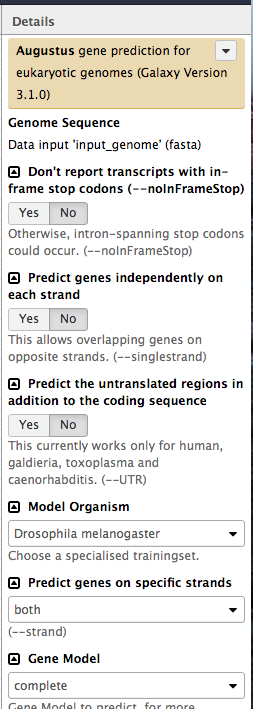 Details
Augustus gene prediction for
eukaryotic genomes (Galaxy Version
3.1.0)
Genome Sequence
Data input 'input_genome' (fasta)
Don't report transcripts with in-
frame stop codons (--noInFrameStop)
Yes No
Otherwise, intron-spanning stop codons
could occur. (--noInFrameStop)
Predict genes independently on
each strand
Yes No
This allows overlapping genes on
opposite strands. (--singlestrand)
Predict the untranslated regions in
addition to the coding sequence
Yes No
This currently works only for human,
galdieria, toxoplasma and
caenorhabditis. (--UTR)
Model Organism
Drosophila melanogaster
Choose a specialised trainingset.
Predict genes on specific strands
both
(--strand)
Gene Model
complete
Gene Model to predict, for more